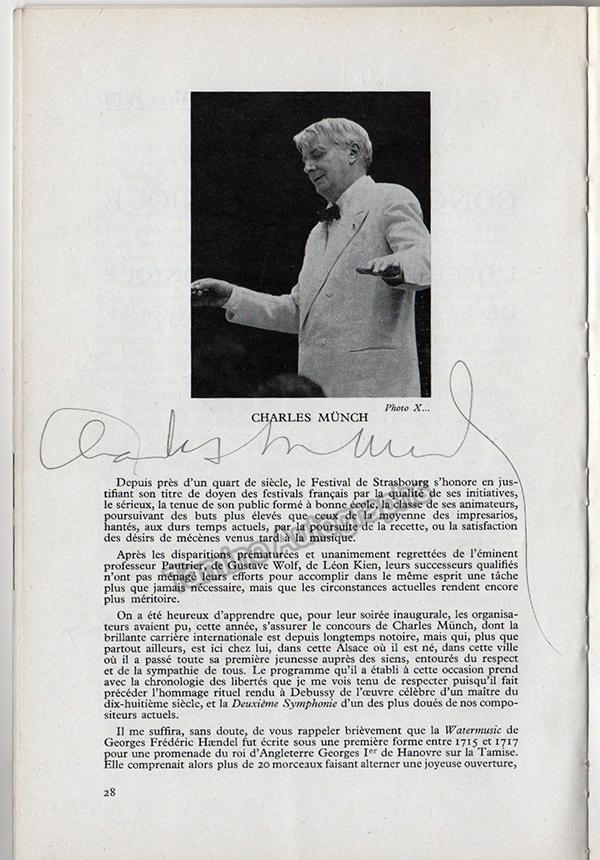 Photo X...
CHARLES MÜNCH
Charles Munch
Depuis près d'un quart de siècle, le Festival de Strasbourg s'honore en jus-
tifiant son titre de doyen des festivals français par la qualité de ses initiatives,
le sérieux, la tenue de son public formé à bonne école, la classe de ses animateurs,
poursuivant des buts plus élevés que ceux de la moyenne des impresarios,
hantés, aux durs temps actuels, par la poursuite de la recette, ou la satisfaction
des désirs de mécènes venus tard à la musique.
Après les disparitions prématurées et unanimement regrettées de l'éminent
professeur Pautrier, de Gustave Wolf, de Léon Kien, leurs successeurs qualifiés
n'ont pas ménagé leurs efforts pour accomplir dans le même esprit une tâche
plus que jamais nécessaire, mais que les circonstances actuelles rendent encore
plus méritoire.
On a été heureux d'apprendre que, pour leur soirée inaugurale, les organisa-
teurs avaient pu, cette année, s'assurer le concours de Charles Münch, dont la
brillante carrière internationale est depuis longtemps notoire, mais qui, plus que
partout ailleurs, est ici chez lui, dans cette Alsace où il est né, dans cette ville
où il a passé toute sa première jeunesse auprès des siens, entourés du respect
et de la sympathie de tous. Le programme qu'il a établi à cette occasion prend
avec la chronologie des libertés que je me vois tenu de respecter puisqu'il fait
précéder l'hommage rituel rendu à Debussy de l'œuvre célèbre d'un maître du
dix-huitième siècle, et la Deuxième Symphonie d'un des plus doués de nos compo-
siteurs actuels.
Il me suffira, sans doute, de vous rappeler brièvement que la Watermusic de
Georges Frédéric Hændel fut écrite sous une première forme entre 1715 et 1717
pour une promenade du roi d'Angleterre Georges Ier de Hanovre sur la Tamise.
Elle comprenait alors plus de 20 morceaux faisant alterner une joyeuse ouverture,
28
Tamino Autographs